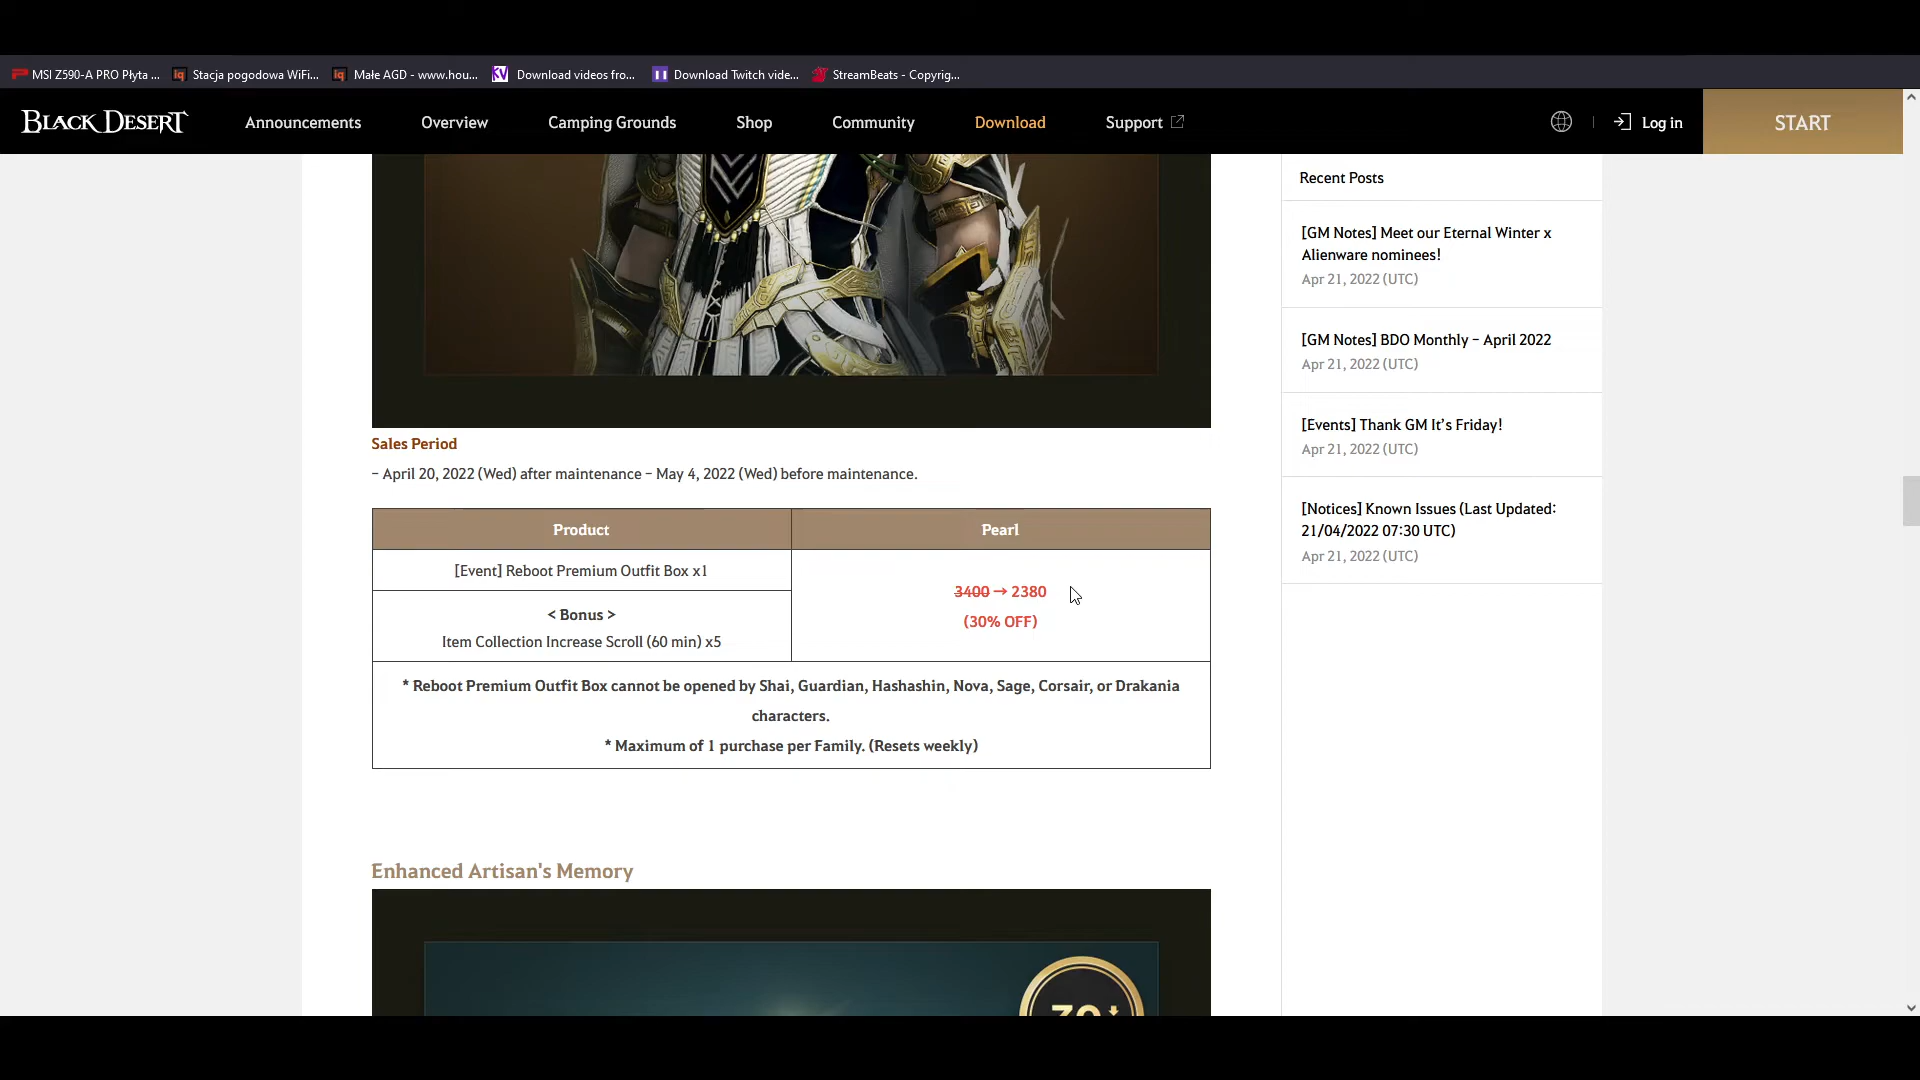 MSI Z590-A PRO Płyta ...
Stacja pogodowa WiFi...
Małe AGD - www.hou...
KV Download videos fro...
Download Twitch vide...
StreamBeats - Copyrig...
BLACK DESERT
Announcements
Overview
Camping Grounds
Shop
Community
Download
Support
Log in
START
Sales Period
– April 20, 2022 (Wed) after maintenance – May 4, 2022 (Wed) before maintenance.
Product
Pearl
[Event] Reboot Premium Outfit Box x1
3400 → 2380
(30% OFF)
< Bonus >
Item Collection Increase Scroll (60 min) x5
* Reboot Premium Outfit Box cannot be opened by Shai, Guardian, Hashashin, Nova, Sage, Corsair, or Drakania
characters.
* Maximum of 1 purchase per Family. (Resets weekly)
Enhanced Artisan's Memory
Recent Posts
[GM Notes] Meet our Eternal Winter x
Alienware nominees!
Apr 21, 2022 (UTC)
[GM Notes] BDO Monthly – April 2022
Apr 21, 2022 (UTC)
[Events] Thank GM It’s Friday!
Apr 21, 2022 (UTC)
[Notices] Known Issues (Last Updated:
21/04/2022 07:30 UTC)
Apr 21, 2022 (UTC)